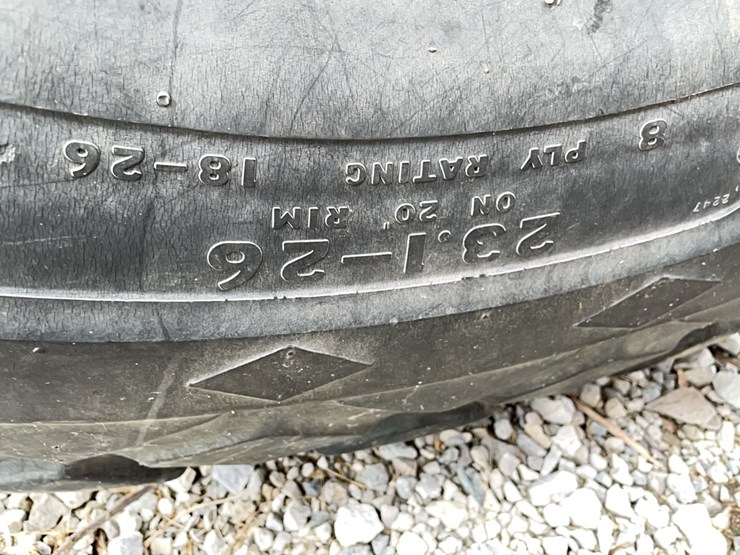 23.1-26
ON 20" RIM
8 PLY RATING 18-26